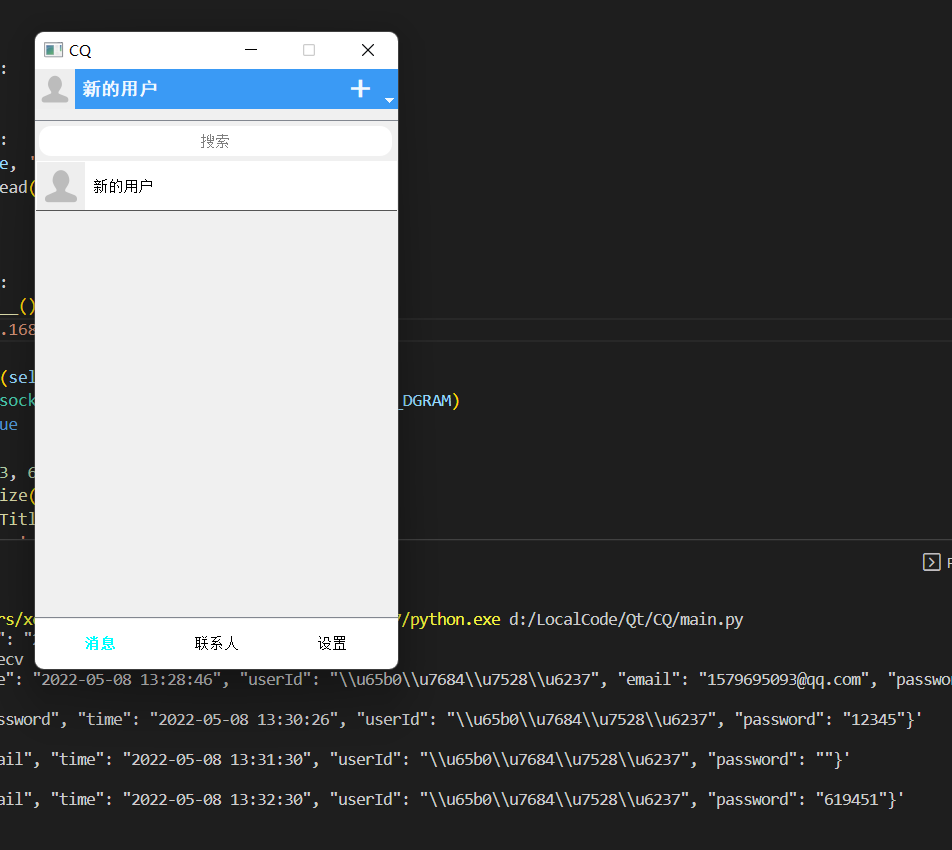 CQ
:
新的用户
:
搜索
e, '
新的用户
ead(
:
__()
.168
(sel
sock
_DGRAM)
ue
3, 6
ize(
Titl
rs/x
7/python.exe d:/LocalCode/Qt/CQ/main.py
": "
消息
联系人
设置
ecv
e": "2022-05-08 13:28:46", "userId": "\\u65b0\\u7684\\u7528\\u6237", "email": "1579695093@qq.com", "passwo
ssword", "time": "2022-05-08 13:30:26", "userId": "\\u65b0\\u7684\\u7528\\u6237", "password": "12345"}'
ail", "time": "2022-05-08 13:31:30", "userId": "\\u65b0\\u7684\\u7528\\u6237", "password": ""}'
ail", "time": "2022-05-08 13:32:30", "userId": "\\u65b0\\u7684\\u7528\\u6237", "password": "619451"}'